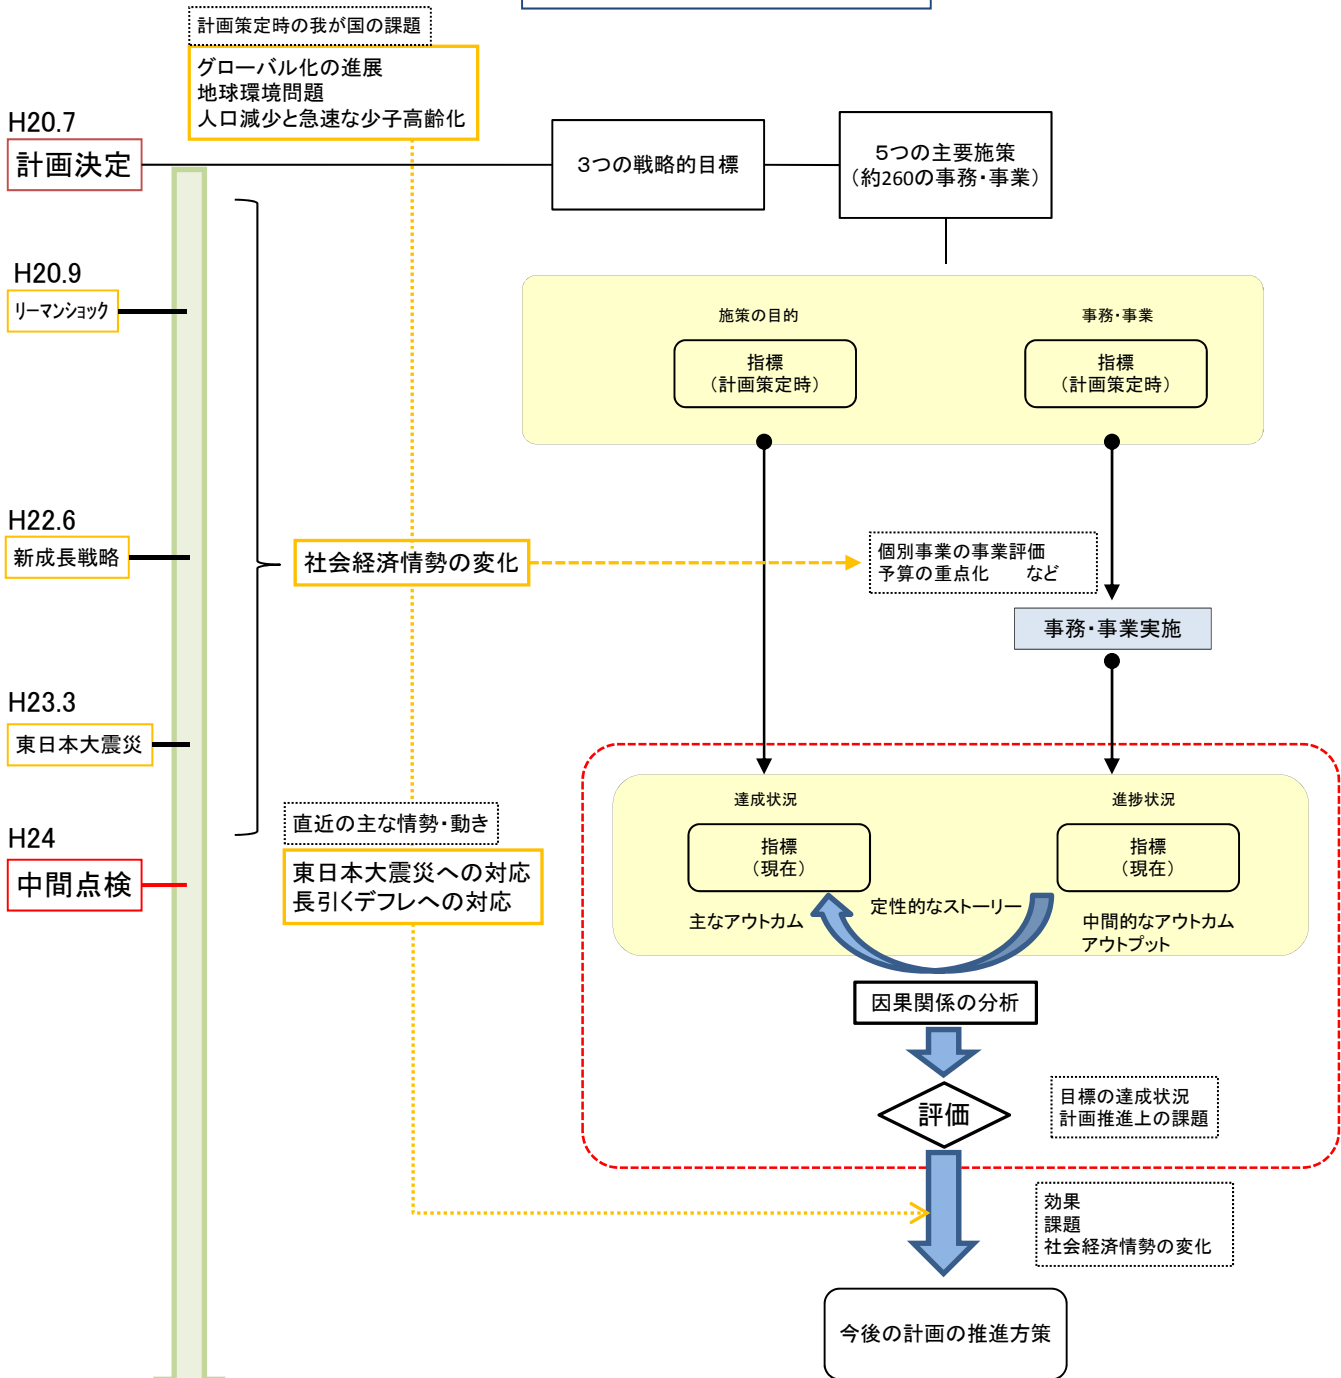 計画策定時の我が国の課題
グローバル化の進展
地球環境問題
人口減少と急速な少子高齢化
H20.7
計画決定
3つの戦略的目標
5つの主要施策
(約260の事務・事業)
H20.9
リーマンショック
施策の目的
指標
(計画策定時)
事務・事業
指標
(計画策定時)
H22.6
新成長戦略
社会経済情勢の変化
個別事業の事業評価
予算の重点化　　など
事務・事業実施
H23.3
東日本大震災
直近の主な情勢・動き
東日本大震災への対応
長引くデフレへの対応
H24
中間点検
達成状況
指標
(現在)
進捗状況
指標
(現在)
主なアウトカム
定性的なストーリー
中間的なアウトカム
アウトプット
因果関係の分析
評価
目標の達成状況
計画推進上の課題
効果
課題
社会経済情勢の変化
今後の計画の推進方策